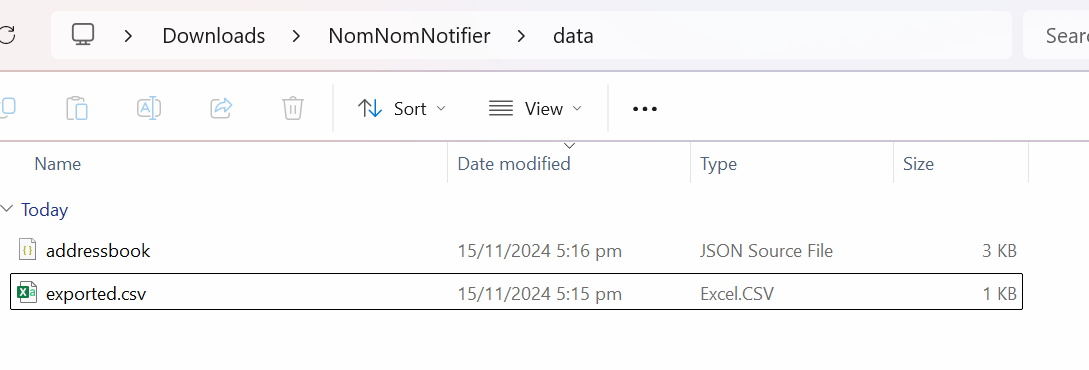 Downloads > NomNomNotifier > data
Sear
Sort View
Name Date modified Type Size
Today
addressbook 15/11/2024 5:16 pm JSON Source File 3 KB
exported.csv 15/11/2024 5:15 pm Excel.CSV 1 KB